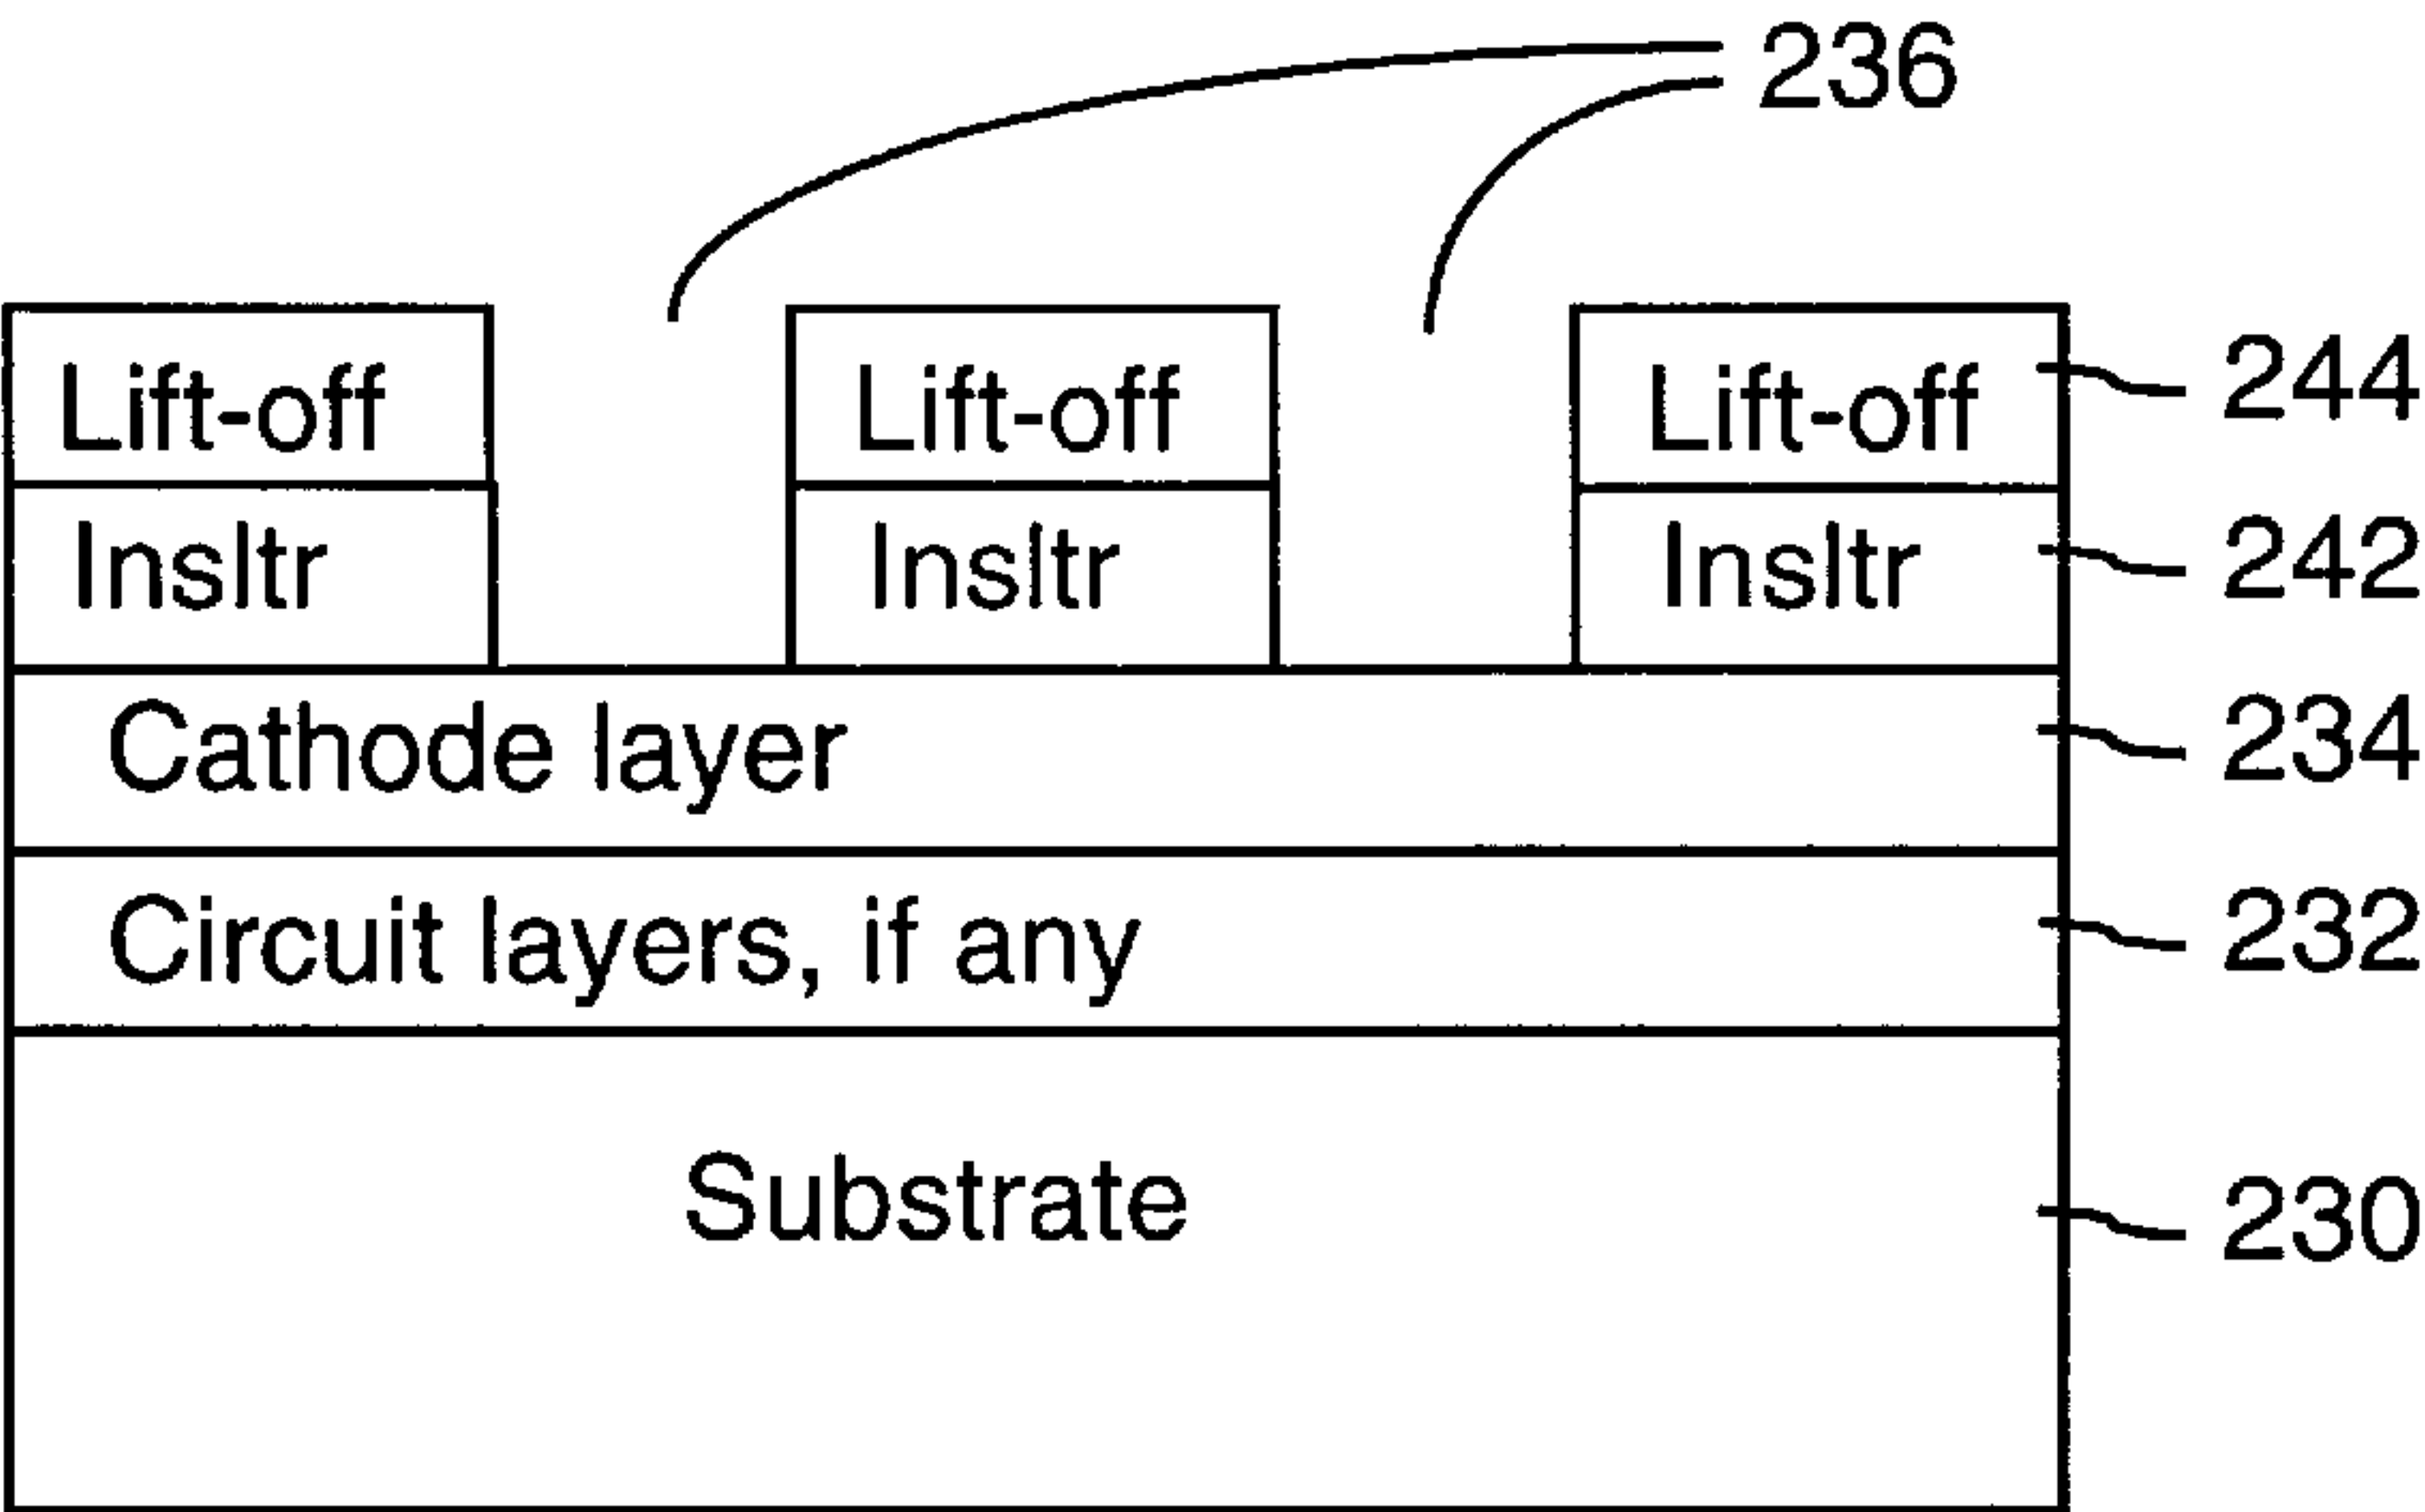 236
Lift-off Lift-off Lift-off 244
Insltr Insltr Insltr 242
Cathode layer 234
Circuit layers, if any 232
Substrate 230